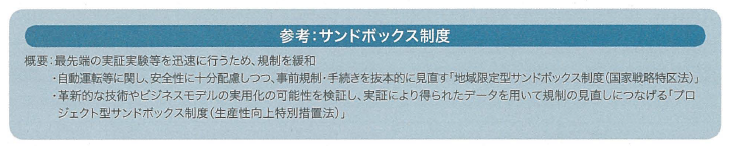 参考：サンドボックス制度
概要：最先端の実証実験等を迅速に行うため、規制を緩和
・自動運転等に関し、安全性に十分配慮しつつ、事前規制・手続きを抜本的に見直す「地域限定型サンドボックス制度（国家戦略特区法）」
・革新的な技術やビジネスモデルの実用化の可能性を検証し、実証により得られたデータを用いて規制の見直しにつなげる「プロ
ジェクト型サンドボックス制度（生産性向上特別措置法）」